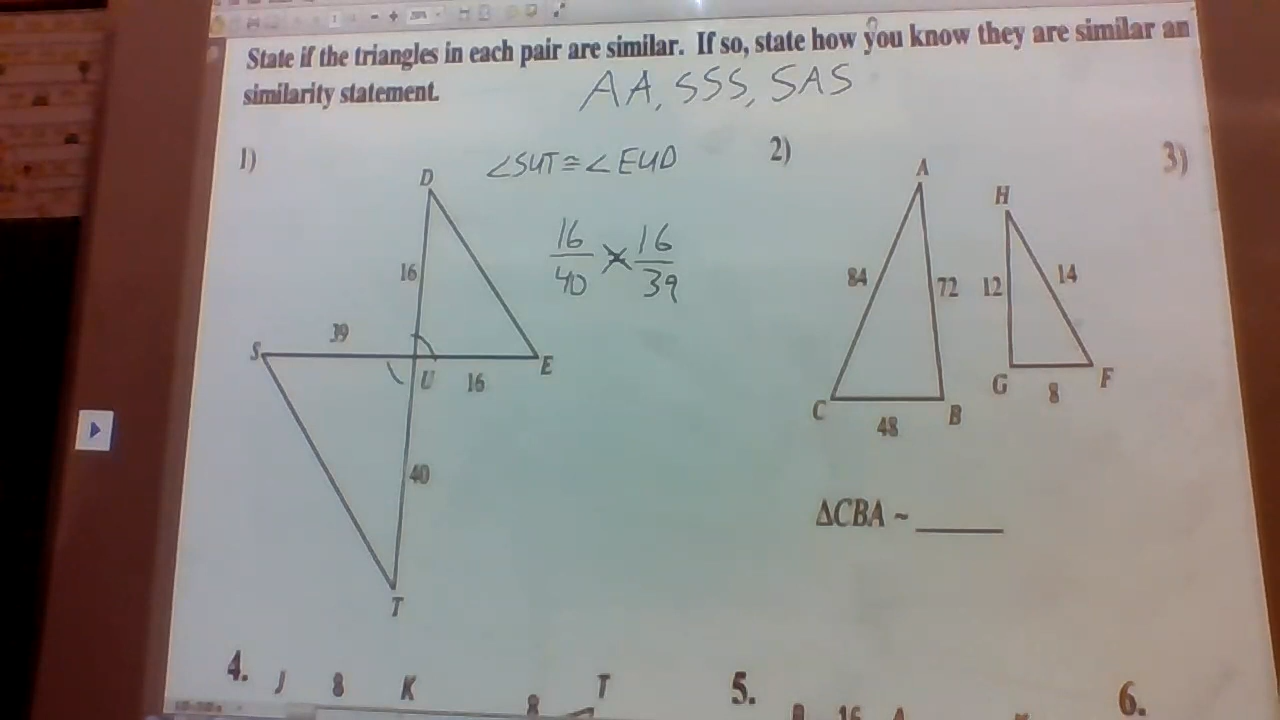 State if the triangles in each pair are similar. If so, state how you know they are similar an
similarity statement.
AA, SSS, SAS
1)
∠SUT ≅ ∠EUD
D
16
16/40 × 16/39
39
S
U
16
E
40
T
2)
A
H
84
72
12
14
C
48
B
G
8
F
ΔCBA ~ ______
3)
4.
J 8 K
8 T
5.
16
6.